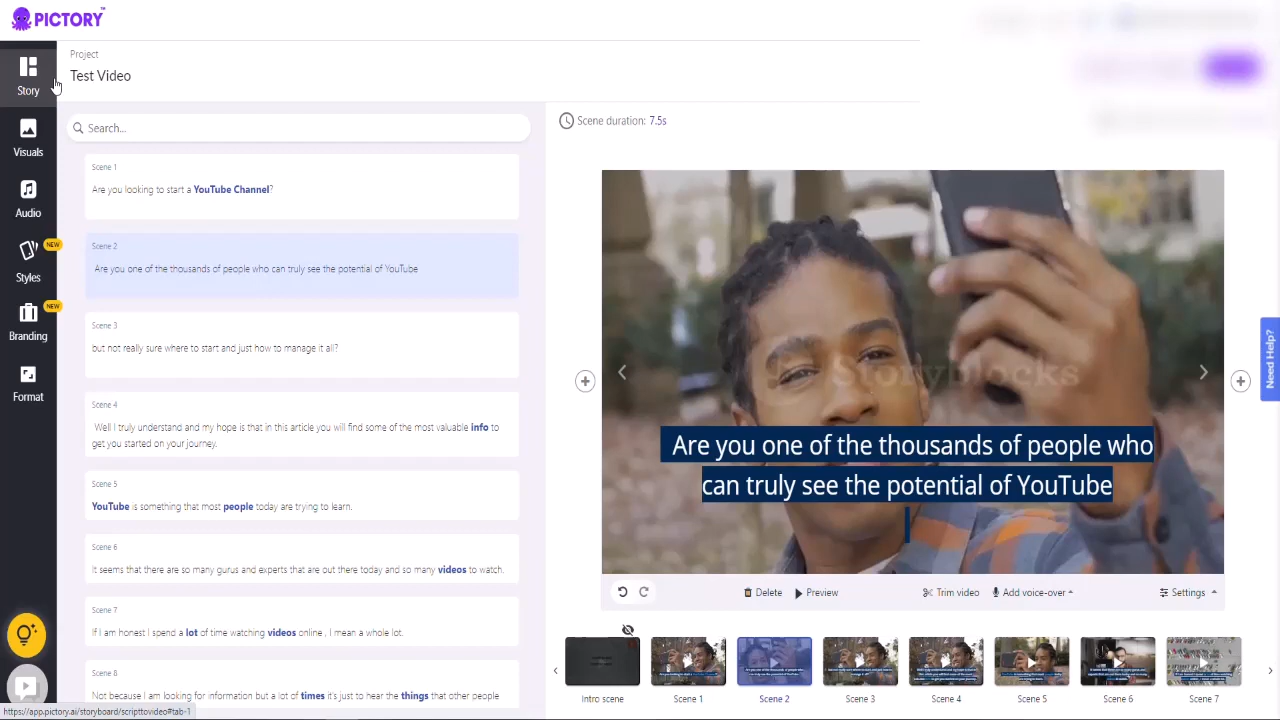 PICTORY
Project
Test Video
Story
Visuals
Audio
NEW
Styles
NEW
Branding
Format
Search...
Scene 1
Are you looking to start a YouTube Channel?
Scene 2
Are you one of the thousands of people who can truly see the potential of YouTube
Scene 3
but not really sure where to start and just how to manage it all?
Scene 4
Well I truly understand and my hope is that in this article you will find some of the most valuable info to
get you started on your journey.
Scene 5
YouTube is something that most people today are trying to learn.
Scene 6
It seems that there are so many gurus and experts that are out there today and so many videos to watch.
Scene 7
If I am honest I spend a lot of time watching videos online , I mean a whole lot.
Scene 8
Not because I am looking for information but a lot of times just to hear the things that other people
https://app.pictory.ai/storyboard/scripttovideo?tab=1
Scene duration: 7.5s
Storyblocks
Are you one of the thousands of people who
can truly see the potential of YouTube
Delete
Preview
Trim video
Add voice-over
Settings
Intro scene
Scene 1
Scene 2
Scene 3
Scene 4
Scene 5
Scene 6
Scene 7
Need Help?